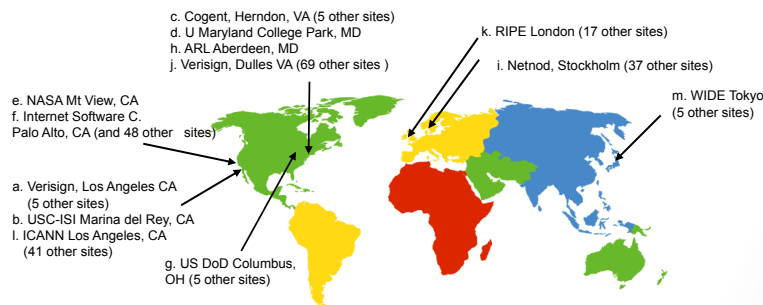 c. Cogent, Herndon, VA (5 other sites)
d. U Maryland College Park, MD
h. ARL Aberdeen, MD
j. Verisign, Dulles VA (69 other sites )
k. RIPE London (17 other sites)
i. Netnod, Stockholm (37 other sites)
m. WIDE Tokyo
(5 other sites)
e. NASA Mt View, CA
f. Internet Software C.
Palo Alto, CA (and 48 other sites)
a. Verisign, Los Angeles CA
(5 other sites)
b. USC-ISI Marina del Rey, CA
l. ICANN Los Angeles, CA
(41 other sites)
g. US DoD Columbus,
OH (5 other sites)